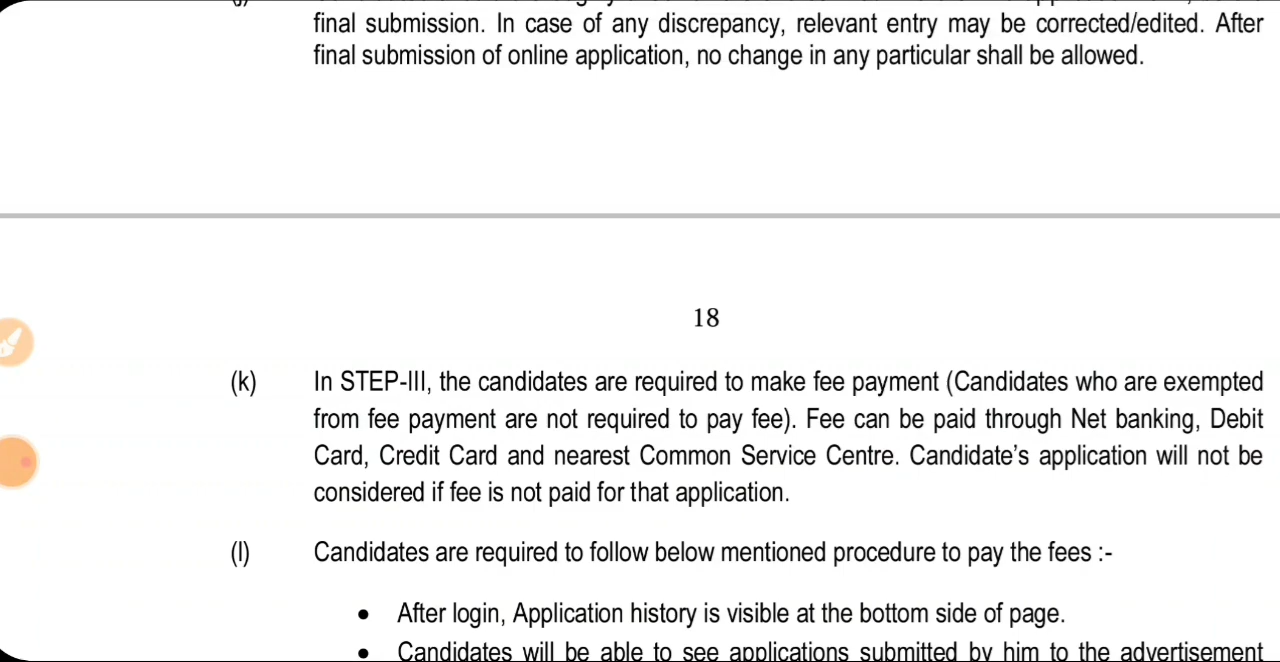 final submission. In case of any discrepancy, relevant entry may be corrected/edited. After
final submission of online application, no change in any particular shall be allowed.
18
(k) In STEP-III, the candidates are required to make fee payment (Candidates who are exempted
from fee payment are not required to pay fee). Fee can be paid through Net banking, Debit
Card, Credit Card and nearest Common Service Centre. Candidate's application will not be
considered if fee is not paid for that application.
(l) Candidates are required to follow below mentioned procedure to pay the fees :-
• After login, Application history is visible at the bottom side of page.
• Candidates will be able to see applications submitted by him to the advertisement